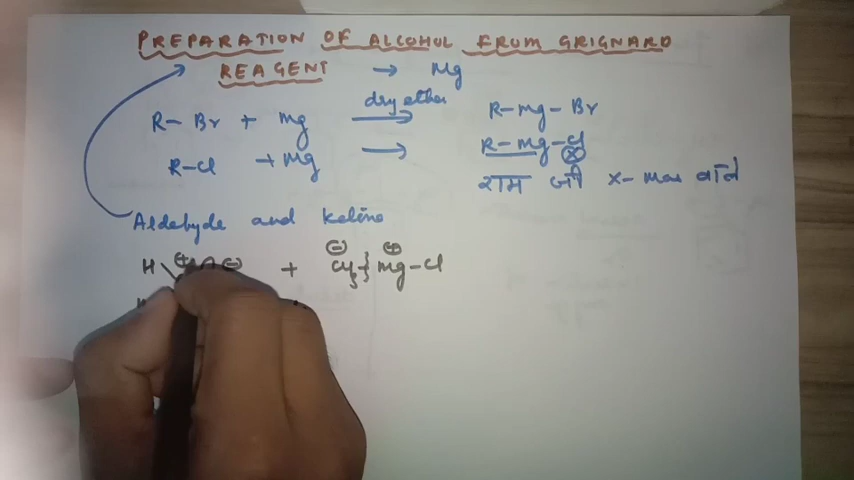 PREPARATION OF ALCOHOL FROM GRIGNARD
REAGENT → Mg
R-Br + Mg dry ether → R-Mg-Br
R-Cl + Mg → R-Mg-Cl
राम जी X-mas
Aldehyde and Ketone
H ⊕ ⊖ + ⊖ CH3 ⊕ Mg-Cl